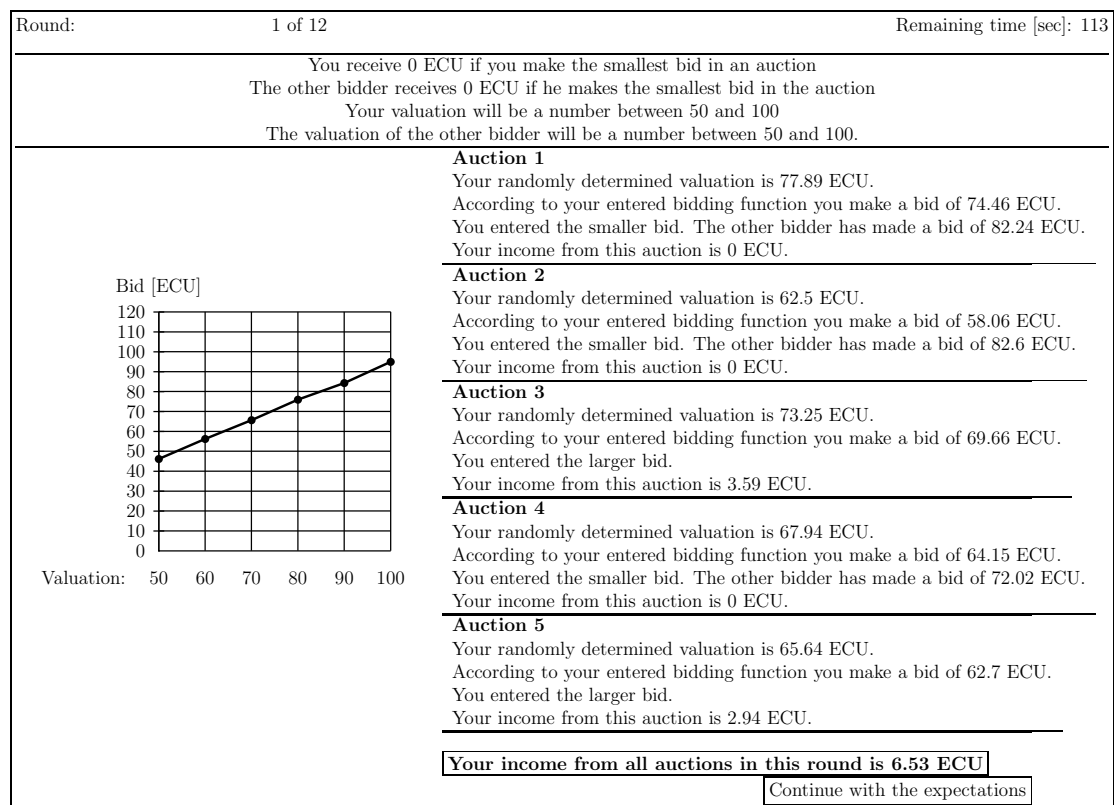 Round: 1 of 12 Remaining time [sec]: 113
You receive 0 ECU if you make the smallest bid in an auction
The other bidder receives 0 ECU if he makes the smallest bid in the auction
Your valuation will be a number between 50 and 100
The valuation of the other bidder will be a number between 50 and 100.
Bid [ECU]
120
110
100
90
80
70
60
50
40
30
20
10
0
Valuation: 50 60 70 80 90 100
Auction 1
Your randomly determined valuation is 77.89 ECU.
According to your entered bidding function you make a bid of 74.46 ECU.
You entered the smaller bid. The other bidder has made a bid of 82.24 ECU.
Your income from this auction is 0 ECU.
Auction 2
Your randomly determined valuation is 62.5 ECU.
According to your entered bidding function you make a bid of 58.06 ECU.
You entered the smaller bid. The other bidder has made a bid of 82.6 ECU.
Your income from this auction is 0 ECU.
Auction 3
Your randomly determined valuation is 73.25 ECU.
According to your entered bidding function you make a bid of 69.66 ECU.
You entered the larger bid.
Your income from this auction is 3.59 ECU.
Auction 4
Your randomly determined valuation is 67.94 ECU.
According to your entered bidding function you make a bid of 64.15 ECU.
You entered the smaller bid. The other bidder has made a bid of 72.02 ECU.
Your income from this auction is 0 ECU.
Auction 5
Your randomly determined valuation is 65.64 ECU.
According to your entered bidding function you make a bid of 62.7 ECU.
You entered the larger bid.
Your income from this auction is 2.94 ECU.
Your income from all auctions in this round is 6.53 ECU
Continue with the expectations